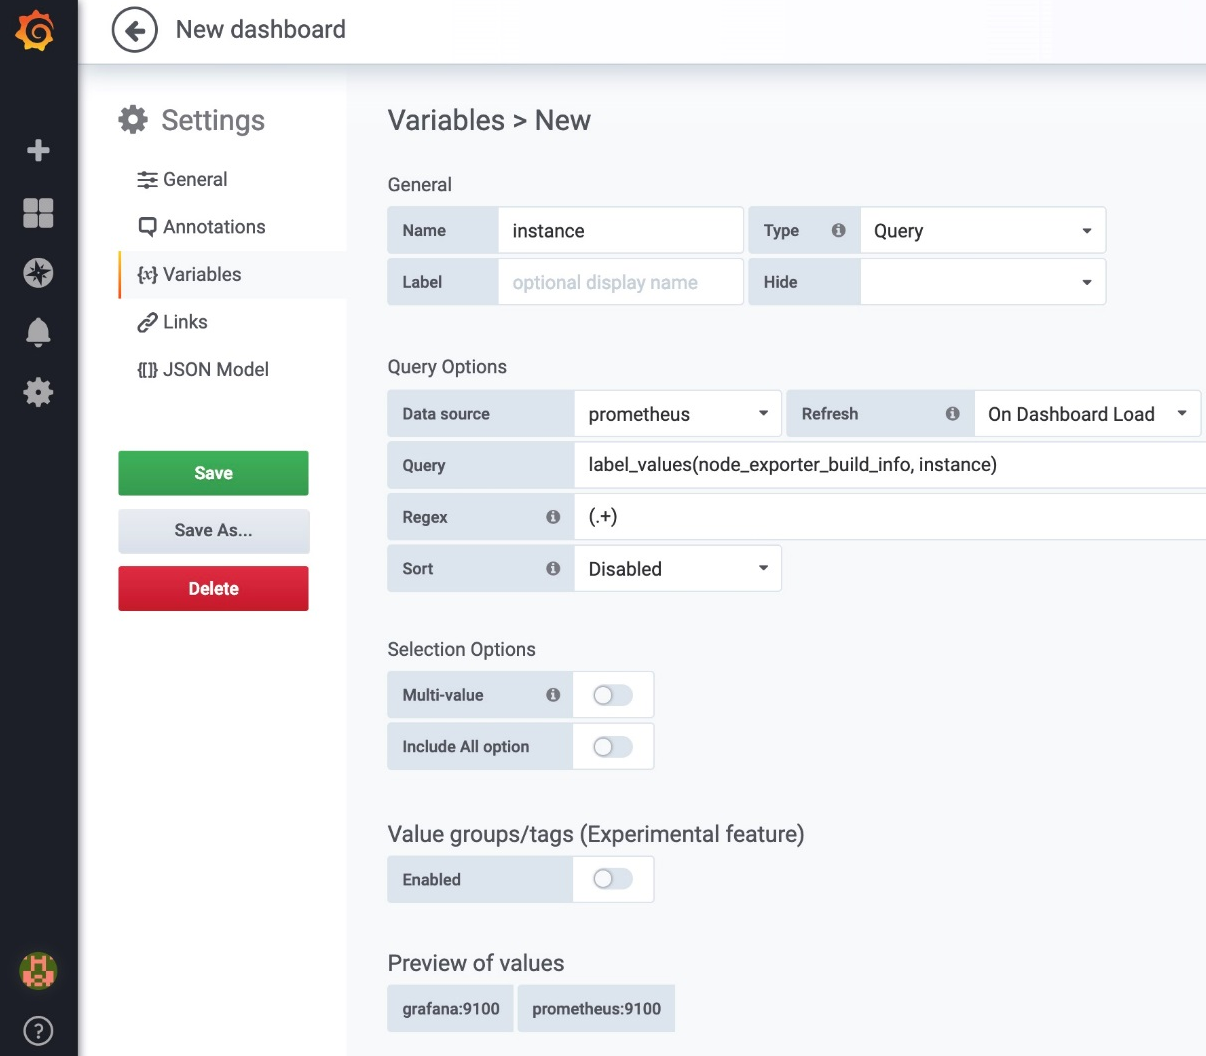 New dashboard
Settings
General
Annotations
{x} Variables
Links
{[]} JSON Model
Save
Save As...
Delete
Variables > New
General
Name instance Type Query
Label optional display name Hide
Query Options
Data source prometheus Refresh On Dashboard Load
Query label_values(node_exporter_build_info, instance)
Regex (.+)
Sort Disabled
Selection Options
Multi-value
Include All option
Value groups/tags (Experimental feature)
Enabled
Preview of values
grafana:9100 prometheus:9100